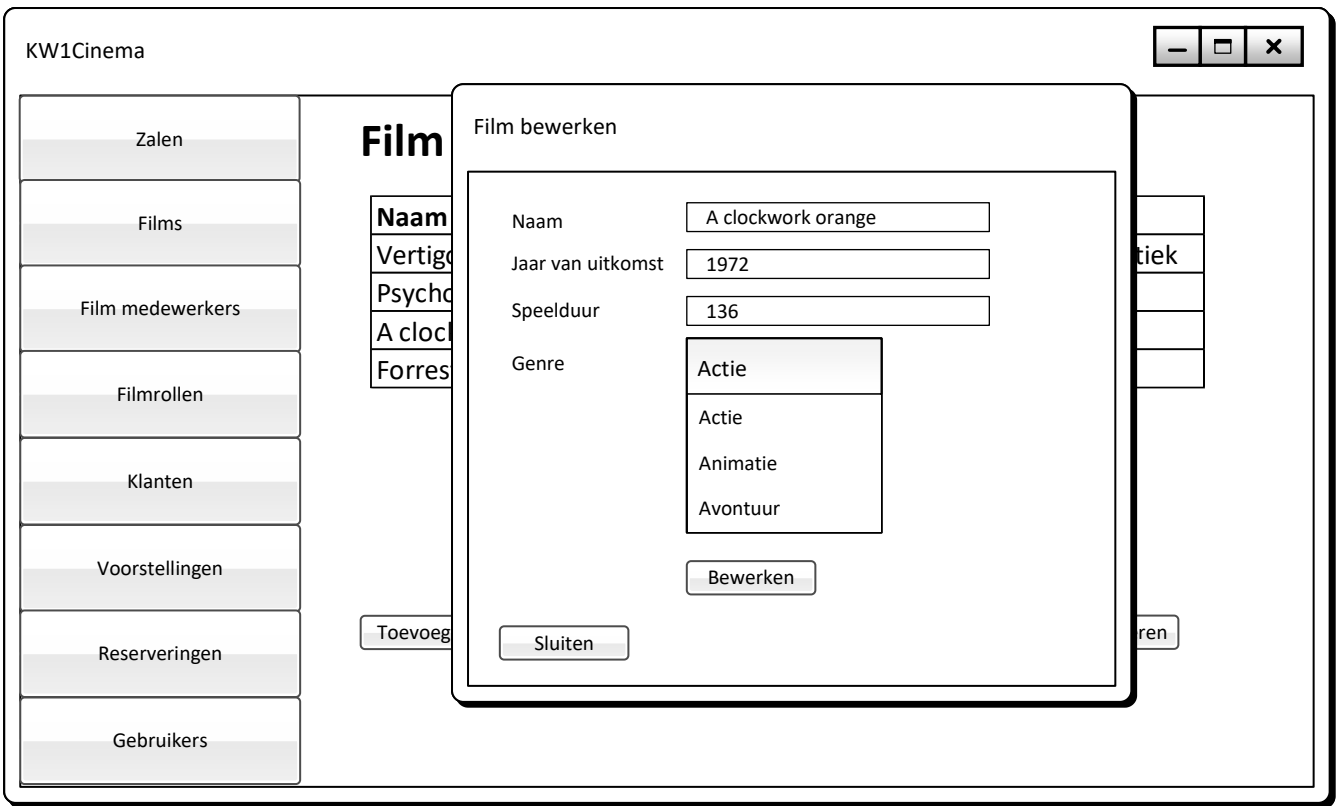 KW1Cinema
Zalen
Films
Film medewerkers
Filmrollen
Klanten
Voorstellingen
Reserveringen
Gebruikers
Film
Naam
Vertigo
Psycho
A clock
Forres
tiek
Toevoeg
ren
Film bewerken
Naam A clockwork orange
Jaar van uitkomst 1972
Speelduur 136
Genre Actie
Actie
Animatie
Avontuur
Bewerken
Sluiten